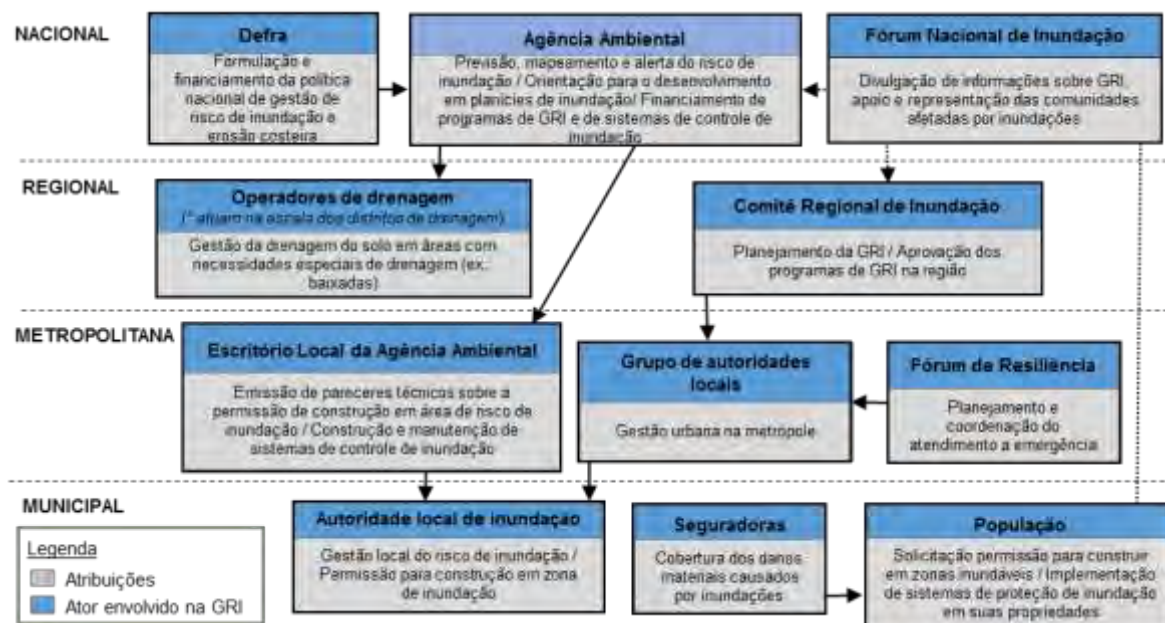 NACIONAL
Defra
Formulação e
financiamento da política
nacional de gestão de
risco de inundação e
erosão costeira
Agência Ambiental
Previsão, mapeamento e alerta do risco de
inundação / Orientação para o desenvolvimento
em planícies de inundação/ Financiamento de
programas de GRI e de sistemas de controle de
inundação
Fórum Nacional de Inundação
Divulgação de informações sobre GRI,
apoio e representação das comunidades
afetadas por inundações
REGIONAL
Operadores de drenagem
(* atuam na escala dos distritos de drenagem)
Gestão da drenagem do solo em áreas com
necessidades especiais de drenagem (ex.
baixadas)
Comitê Regional de Inundação
Planejamento da GRI / Aprovação dos
programas de GRI na região
METROPOLITANA
Escritório Local da Agência Ambiental
Emissão de pareceres técnicos sobre a
permissão de construção em área de risco de
inundação / Construção e manutenção de
sistemas de controle de inundação
Grupo de autoridades
locais
Gestão urbana na metropole
Fórum de Resiliência
Planejamento e
coordenação do
atendimento a emergência
MUNICIPAL
Autoridade local de inundação
Gestão local do risco de inundação /
Permissão para construção em zona
de inundação
Seguradoras
Cobertura dos danos
materiais causados
por inundações
População
Solicitação permissão para construir
em zonas inundáveis / Implementação
de sistemas de proteção de inundação
em suas propriedades
Legenda
Atribuições
Ator envolvido na GRI